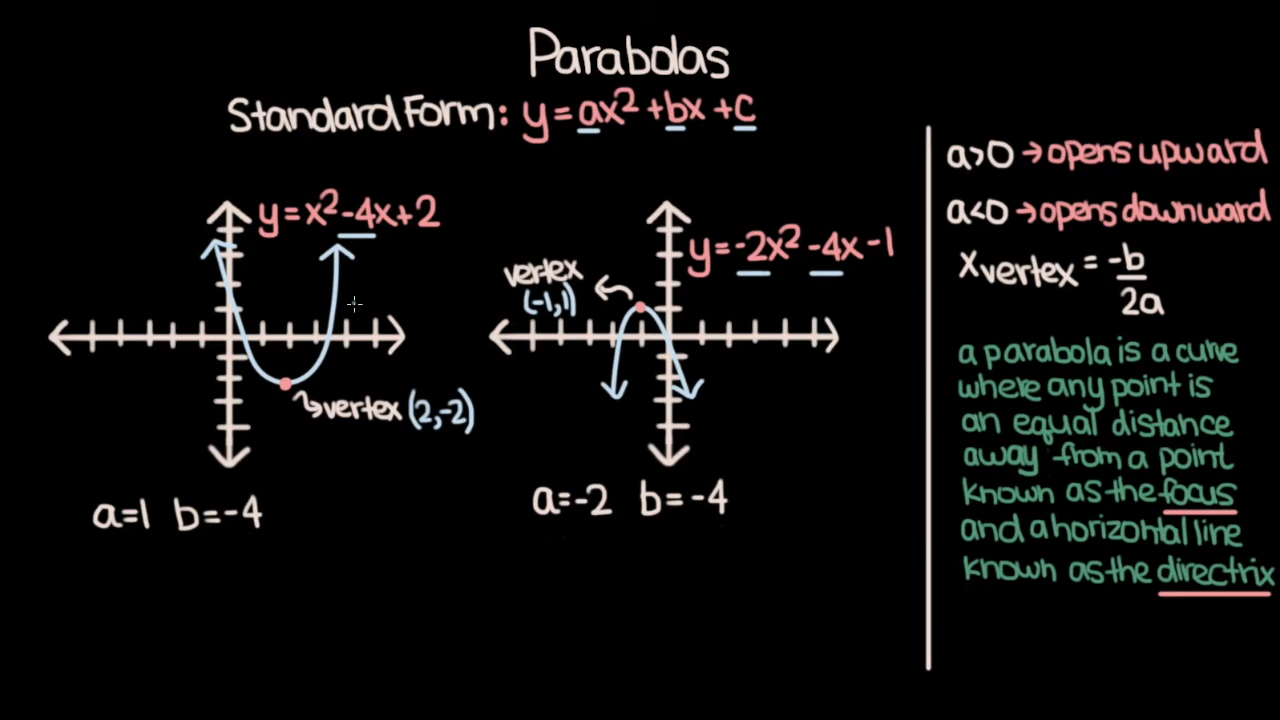 Parabolas
Standard Form: y = ax² + bx + c
y = x² - 4x + 2
vertex (2, -2)
a = 1 b = -4
y = -2x² - 4x - 1
vertex
(-1, 1)
a = -2 b = -4
a > 0 → opens upward
a < 0 → opens downward
x vertex = -b
2a
a parabola is a curve
where any point is
an equal distance
away from a point
known as the focus
and a horizontal line
known as the directrix